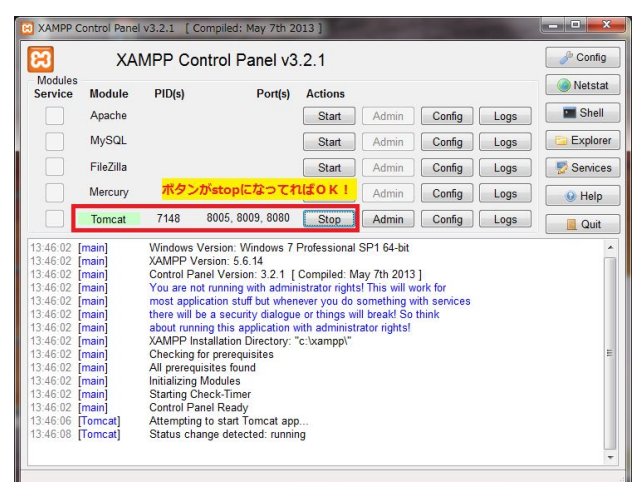 XAMPP Control Panel v3.2.1 [ Compiled: May 7th 2013 ]
XAMPP Control Panel v3.2.1
Config
Modules
Service Module PID(s) Port(s) Actions
Netstat
Apache Start Admin Config Logs
Shell
MySQL Start Admin Config Logs
Explorer
FileZilla Start Admin Config Logs
Services
Mercury ボタンがstopになってればOK! Admin Config Logs
Help
Tomcat 7148 8005, 8009, 8080 Stop Admin Config Logs
Quit
13:46:02 [main] Windows Version: Windows 7 Professional SP1 64-bit
13:46:02 [main] XAMPP Version: 5.6.14
13:46:02 [main] Control Panel Version: 3.2.1 [ Compiled: May 7th 2013 ]
13:46:02 [main] You are not running with administrator rights! This will work for
13:46:02 [main] most application stuff but whenever you do something with services
13:46:02 [main] there will be a security dialogue or things will break! So think
13:46:02 [main] about running this application with administrator rights!
13:46:02 [main] XAMPP Installation Directory: "c:\xampp\"
13:46:02 [main] Checking for prerequisites
13:46:02 [main] All prerequisites found
13:46:02 [main] Initializing Modules
13:46:02 [main] Starting Check-Timer
13:46:02 [main] Control Panel Ready
13:46:06 [Tomcat] Attempting to start Tomcat app...
13:46:08 [Tomcat] Status change detected: running